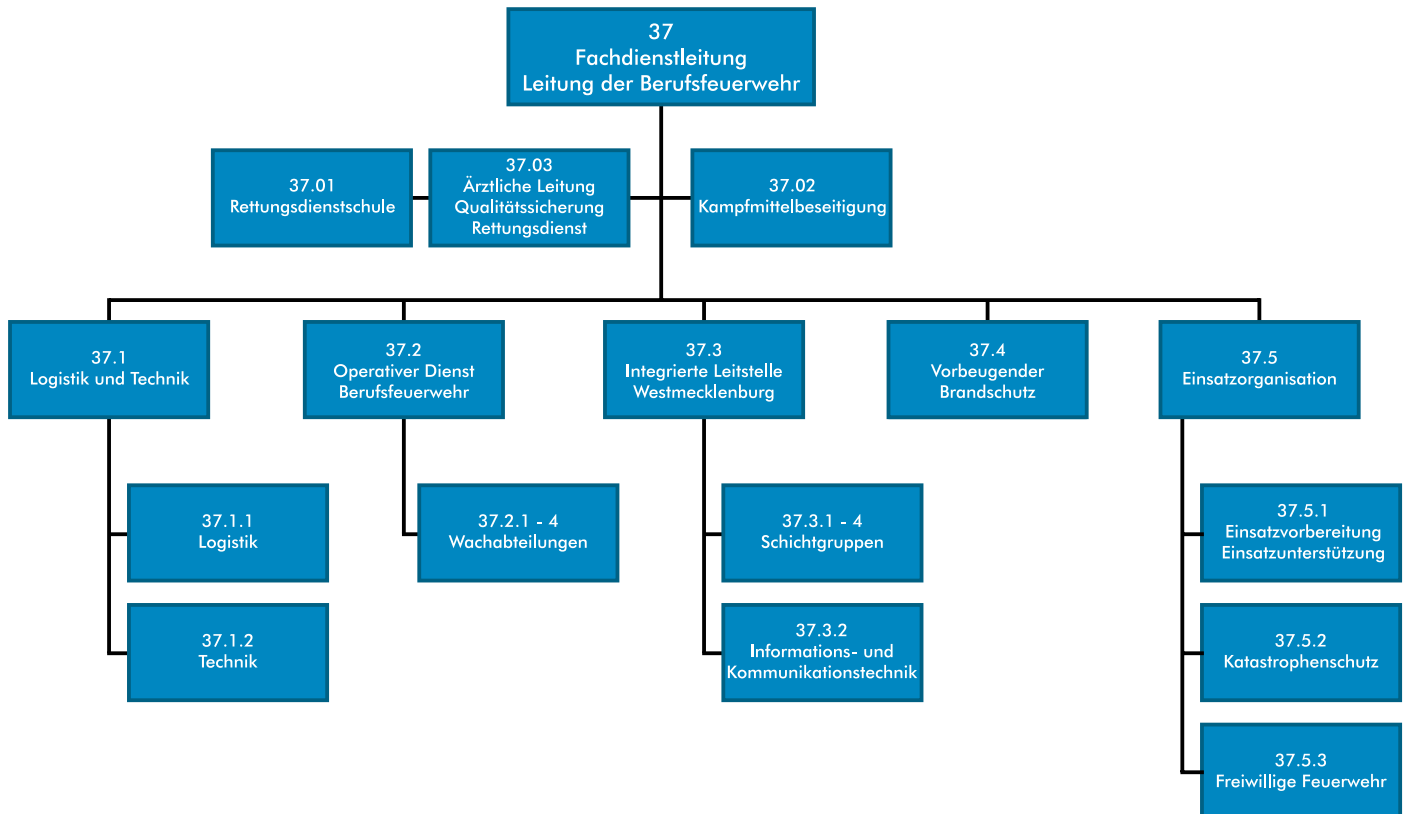 37
Fachdienstleitung
Leitung der Berufsfeuerwehr
37.01
Rettungsdienstschule
37.03
Ärztliche Leitung
Qualitätssicherung
Rettungsdienst
37.02
Kampfmittelbeseitigung
37.1
Logistik und Technik
37.2
Operativer Dienst
Berufsfeuerwehr
37.3
Integrierte Leitstelle
Westmecklenburg
37.4
Vorbeugender
Brandschutz
37.5
Einsatzorganisation
37.1.1
Logistik
37.2.1 - 4
Wachabteilungen
37.3.1 - 4
Schichtgruppen
37.5.1
Einsatzvorbereitung
Einsatzunterstützung
37.1.2
Technik
37.3.2
Informations- und
Kommunikationstechnik
37.5.2
Katastrophenschutz
37.5.3
Freiwillige Feuerwehr